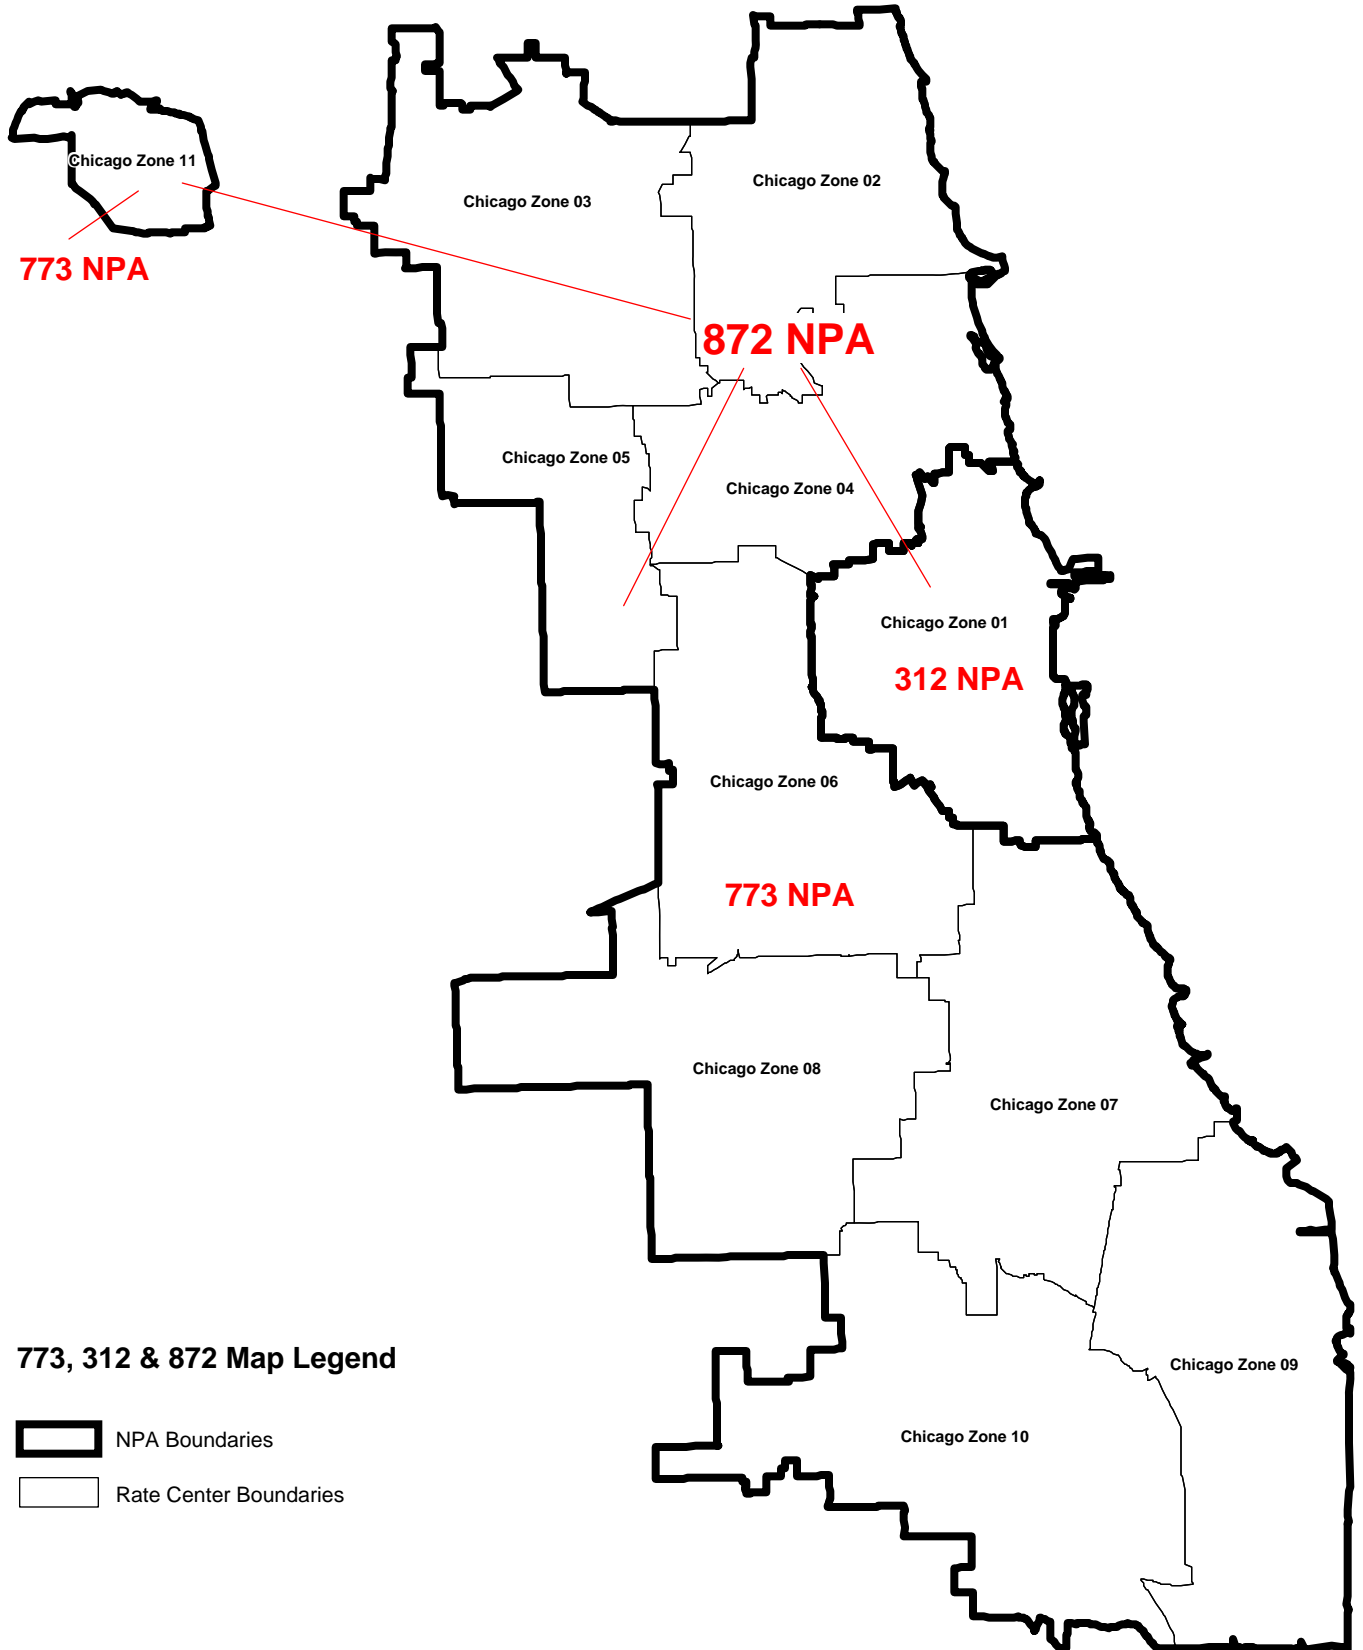 Chicago Zone 11
Chicago Zone 02
Chicago Zone 03
773 NPA
872 NPA
Chicago Zone 05
Chicago Zone 04
Chicago Zone 01
312 NPA
Chicago Zone 06
773 NPA
Chicago Zone 08
Chicago Zone 07
773, 312 & 872 Map Legend
Chicago Zone 09
NPA Boundaries
Chicago Zone 10
Rate Center Boundaries